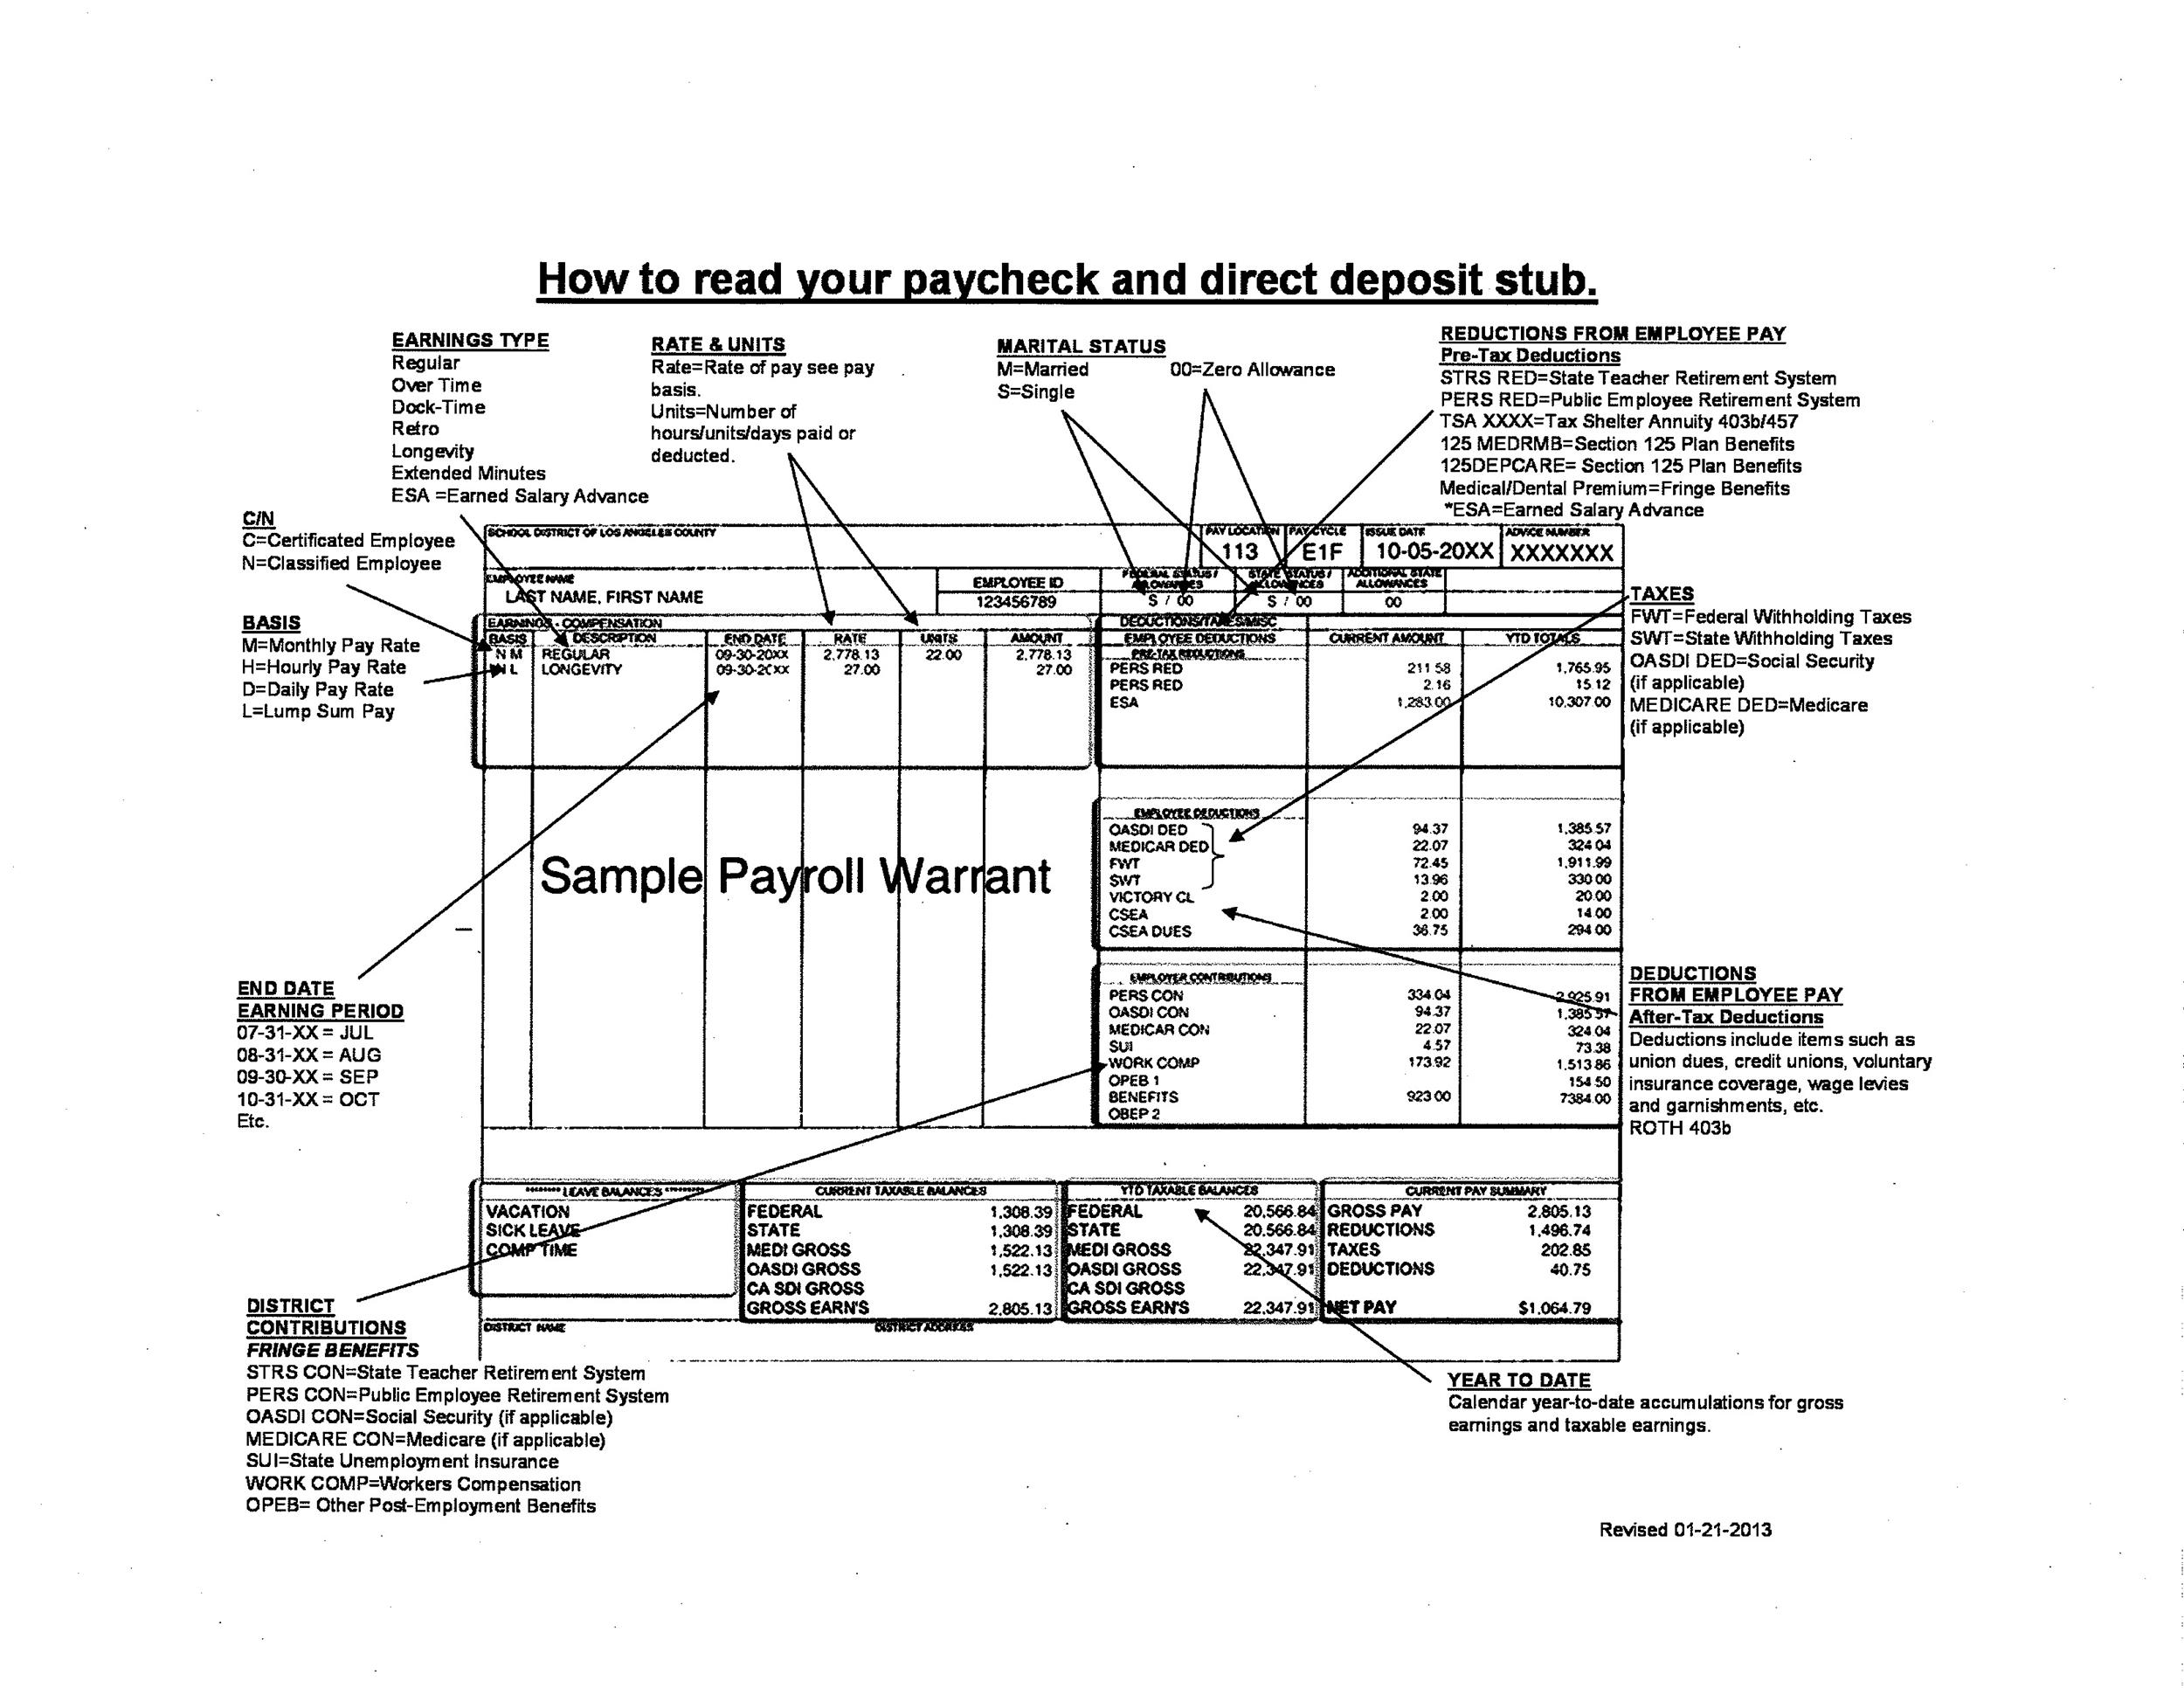 How to read your paycheck and direct deposit stub.
EARNINGS TYPE
Regular
Over Time
Dock-Time
Retro
Longevity
Extended Minutes
ESA =Earned Salary Advance
RATE & UNITS
Rate=Rate of pay see pay
basis.
Units=Number of
hours/units/days paid or
deducted.
MARITAL STATUS
M=Married 00=Zero Allowance
S=Single
REDUCTIONS FROM EMPLOYEE PAY
Pre-Tax Deductions
STRS RED=State Teacher Retirement System
PERS RED=Public Employee Retirement System
TSA XXXX=Tax Shelter Annuity 403b/457
125 MEDRMB=Section 125 Plan Benefits
125DEPCARE= Section 125 Plan Benefits
Medical/Dental Premium=Fringe Benefits
*ESA=Earned Salary Advance
C/N
C=Certificated Employee
N=Classified Employee
BASIS
M=Monthly Pay Rate
H=Hourly Pay Rate
D=Daily Pay Rate
L=Lump Sum Pay
END DATE
EARNING PERIOD
07-31-XX = JUL
08-31-XX = AUG
09-30-XX = SEP
10-31-XX = OCT
Etc.
SCHOOL DISTRICT OF LOS ANGELES COUNTY
PAY LOCATION PAY CYCLE ISSUE DATE ADVICE NUMBER
113 E1F 10-05-20XX XXXXXXX
EMPLOYEE NAME EMPLOYEE ID FEDERAL STATUS / ALLOWANCES STATE STATUS / ALLOWANCES ADDITIONAL STATE ALLOWANCES
LAST NAME, FIRST NAME 123456789 S / 00 S / 00 00
EARNINGS - COMPENSATION
BASIS DESCRIPTION END DATE RATE UNITS AMOUNT
N M REGULAR 09-30-20XX 2,778.13 22.00 2,778.13
N L LONGEVITY 09-30-20XX 27.00 27.00
DEDUCTIONS/TAXES/MISC
EMPLOYEE DEDUCTIONS CURRENT AMOUNT YTD TOTALS
PRE-TAX REDUCTIONS
PERS RED 211.58 1,765.95
PERS RED 2.16 15.12
ESA 1,283.00 10,307.00
EMPLOYEE DEDUCTIONS
OASDI DED 94.37 1,385.57
MEDICAR DED 22.07 324.04
FWT 72.45 1,911.99
SWT 13.96 330.00
VICTORY CL 2.00 20.00
CSEA 2.00 14.00
CSEA DUES 36.75 294.00
Sample Payroll Warrant
EMPLOYER CONTRIBUTIONS
PERS CON 334.04 2,925.91
OASDI CON 94.37 1,385.57
MEDICAR CON 22.07 324.04
SUI 4.57 73.38
WORK COMP 173.92 1,513.86
OPEB 1 154.50
BENEFITS 923.00 7384.00
OBEP 2
TAXES
FWT=Federal Withholding Taxes
SWT=State Withholding Taxes
OASDI DED=Social Security
(if applicable)
MEDICARE DED=Medicare
(if applicable)
DEDUCTIONS
FROM EMPLOYEE PAY
After-Tax Deductions
Deductions include items such as
union dues, credit unions, voluntary
insurance coverage, wage levies
and garnishments, etc.
ROTH 403b
******** LEAVE BALANCES ********
VACATION
SICK LEAVE
COMP TIME
CURRENT TAXABLE BALANCES
FEDERAL 1,308.39
STATE 1,308.39
MEDI GROSS 1,522.13
OASDI GROSS 1,522.13
CA SDI GROSS
GROSS EARN'S 2,805.13
YTD TAXABLE BALANCES
FEDERAL 20,566.84
STATE 20,566.84
MEDI GROSS 22,347.91
OASDI GROSS 22,347.91
CA SDI GROSS
GROSS EARN'S 22,347.91
CURRENT PAY SUMMARY
GROSS PAY 2,805.13
REDUCTIONS 1,496.74
TAXES 202.85
DEDUCTIONS 40.75
NET PAY $1,064.79
DISTRICT NAME DISTRICT ADDRESS
DISTRICT
CONTRIBUTIONS
FRINGE BENEFITS
STRS CON=State Teacher Retirement System
PERS CON=Public Employee Retirement System
OASDI CON=Social Security (if applicable)
MEDICARE CON=Medicare (if applicable)
SUI=State Unemployment Insurance
WORK COMP=Workers Compensation
OPEB= Other Post-Employment Benefits
YEAR TO DATE
Calendar year-to-date accumulations for gross
earnings and taxable earnings.
Revised 01-21-2013